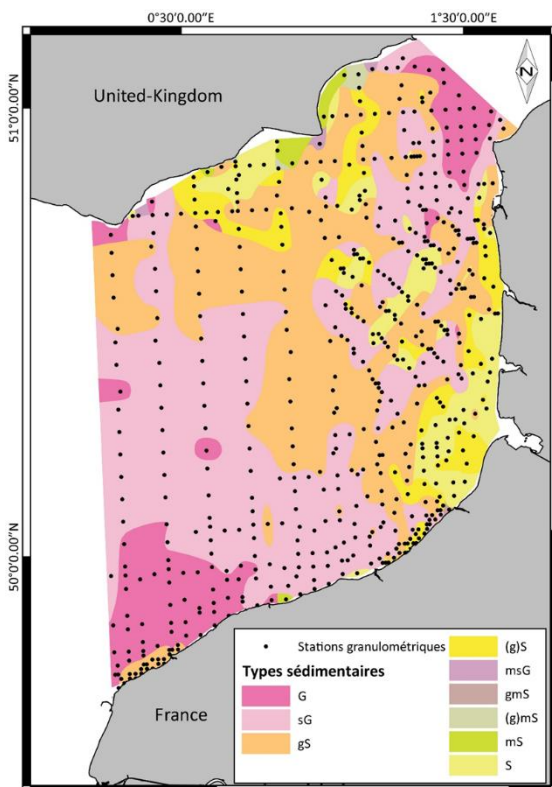 0°30'0.00"E
1°30'0.00"E
51°0'0.00"N
50°0'0.00"N
N
United-Kingdom
France
Stations granulométriques
Types sédimentaires
G
sG
gS
(g)S
msG
gmS
(g)mS
mS
S